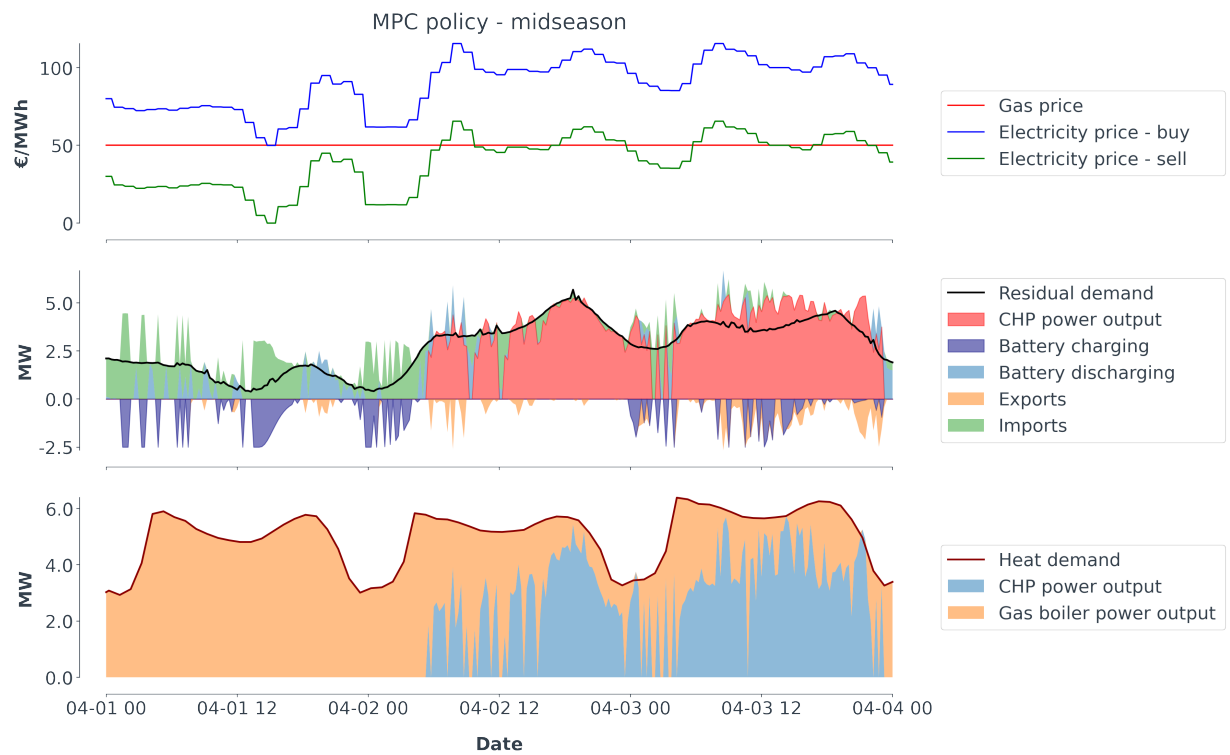 MPC policy - midseason
€/MWh
100
50
0
Gas price
Electricity price - buy
Electricity price - sell
MW
5.0
2.5
0.0
-2.5
Residual demand
CHP power output
Battery charging
Battery discharging
Exports
Imports
MW
6.0
4.0
2.0
0.0
Heat demand
CHP power output
Gas boiler power output
04-01 00 04-01 12 04-02 00 04-02 12 04-03 00 04-03 12 04-04 00
Date